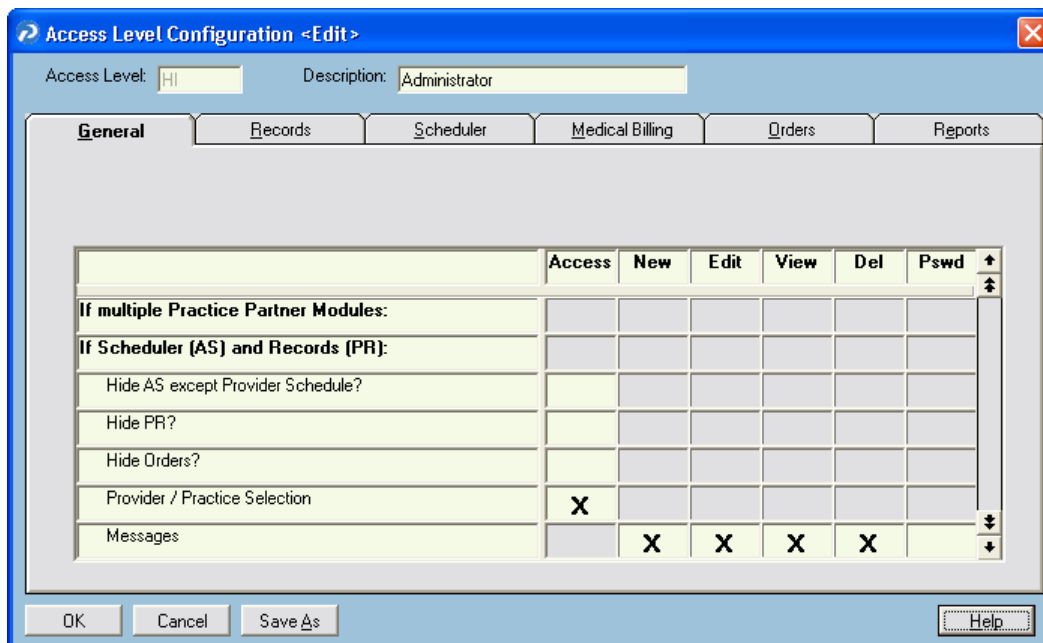 Access Level Configuration <Edit>
Access Level: HI Description: Administrator
General Records Scheduler Medical Billing Orders Reports
Access New Edit View Del Pswd
If multiple Practice Partner Modules:
If Scheduler (AS) and Records (PR):
Hide AS except Provider Schedule?
Hide PR?
Hide Orders?
Provider / Practice Selection X
Messages X X X X
OK Cancel Save As Help